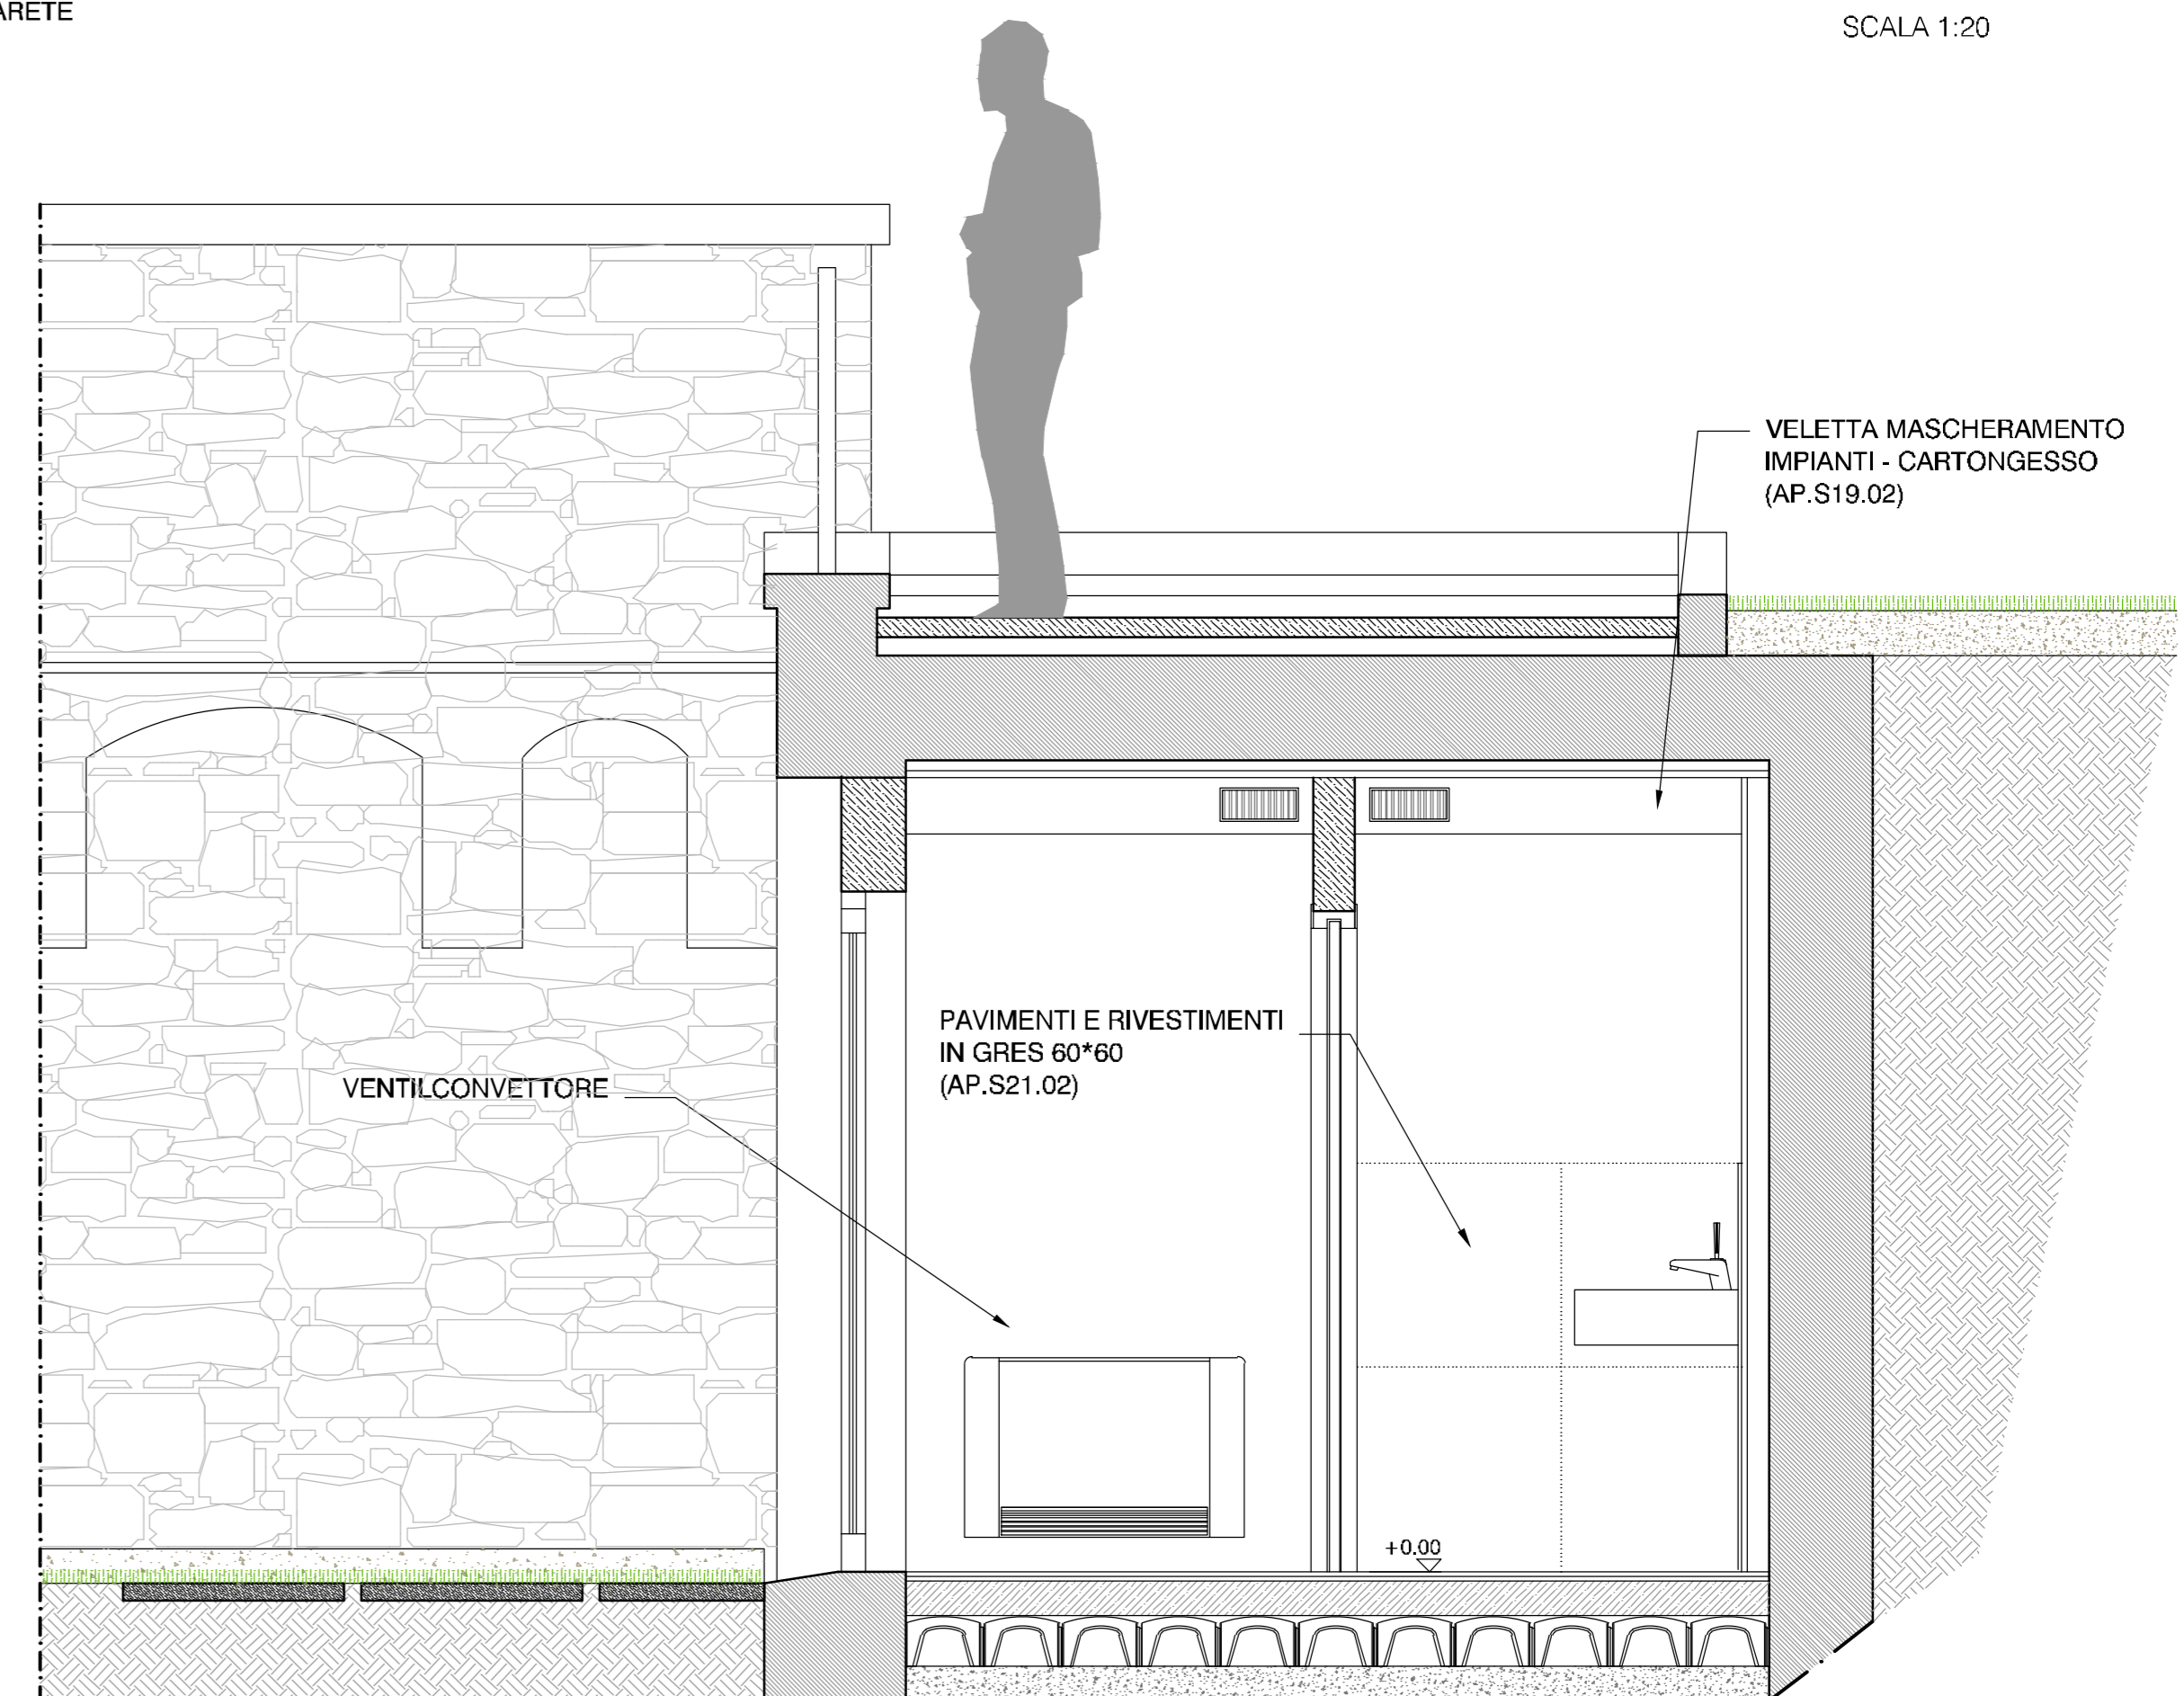 ARETE
SCALA 1:20
VELETTA MASCHERAMENTO
IMPIANTI - CARTONGESSO
(AP.S19.02)
PAVIMENTI E RIVESTIMENTI
IN GRES 60*60
(AP.S21.02)
VENTILCONVETTORE
+0.00